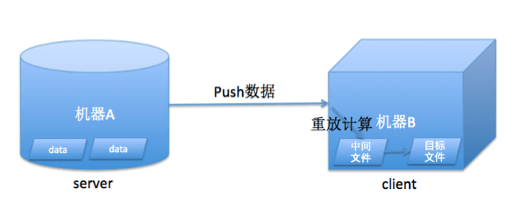 Push数据
机器A
重放计算
机器B
data
data
中间
文件
目标
文件
server
client